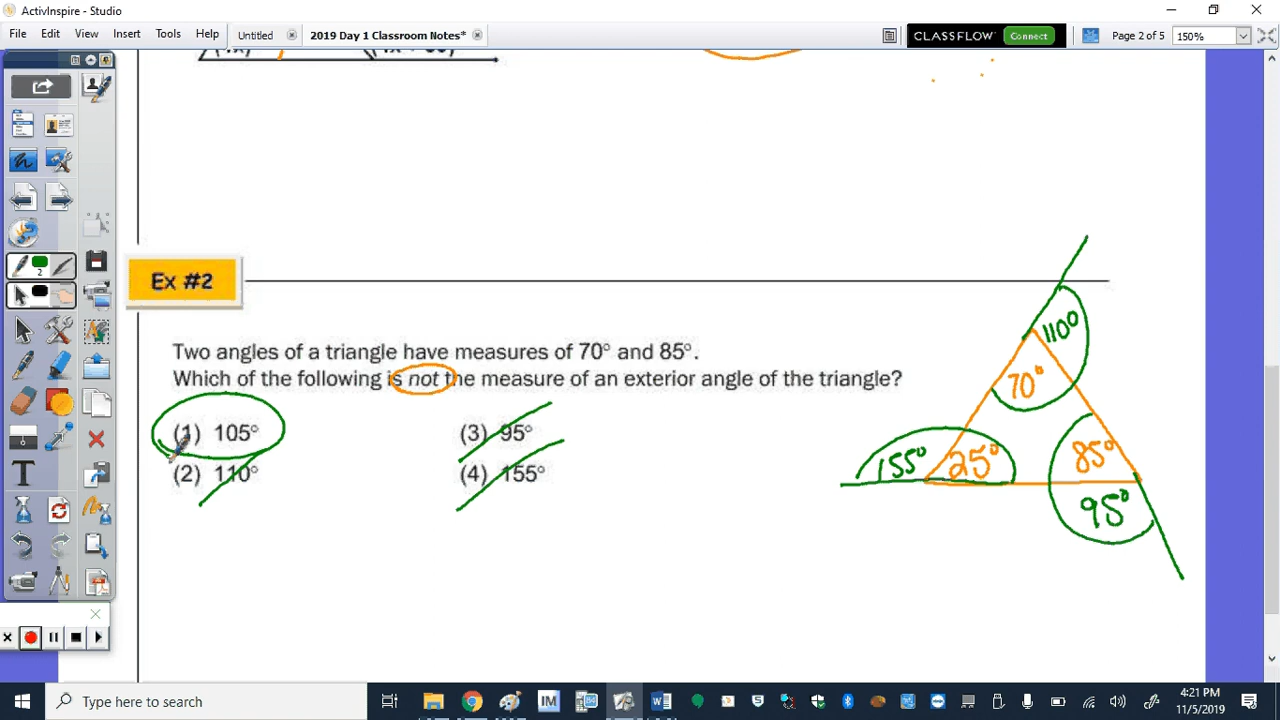 ActivInspire - Studio
File Edit View Insert Tools Help Untitled 2019 Day 1 Classroom Notes* CLASSFLOW Connect Page 2 of 5 150%
Ex #2
Two angles of a triangle have measures of 70° and 85°.
Which of the following is not the measure of an exterior angle of the triangle?
(1) 105°
(3) 95°
(2) 110°
(4) 155°
110°
70°
155° 25° 85°
95°
2
Type here to search
IM
4:21 PM
11/5/2019